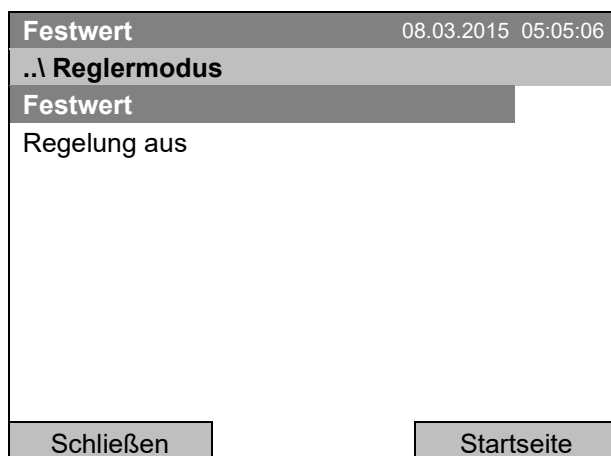 Festwert 08.03.2015 05:05:06
..\ Reglermodus
Festwert
Regelung aus
Schließen Startseite